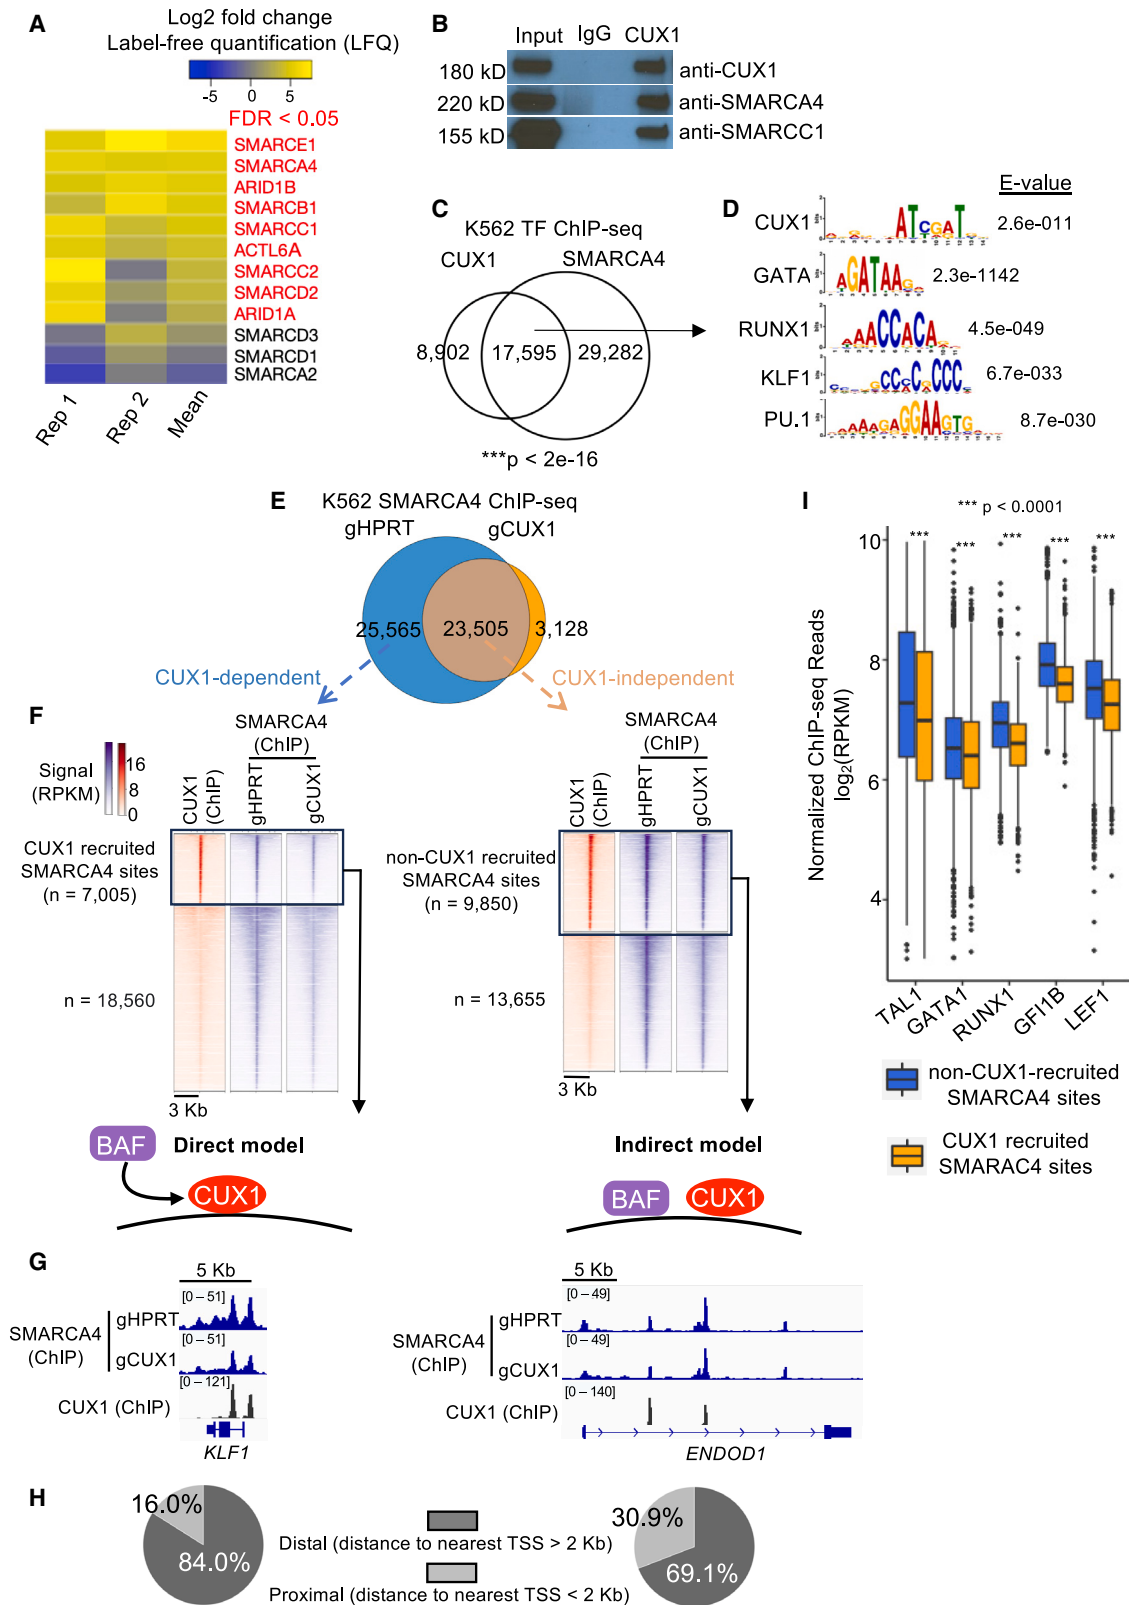 A
Log2 fold change
Label-free quantification (LFQ)
-5 0 5
FDR < 0.05
SMARCE1
SMARCA4
ARID1B
SMARCB1
SMARCC1
ACTL6A
SMARCC2
SMARCD2
ARID1A
SMARCD3
SMARCD1
SMARCA2
Rep 1 Rep 2 Mean
B
Input IgG CUX1
180 kD anti-CUX1
220 kD anti-SMARCA4
155 kD anti-SMARCC1
C
K562 TF ChIP-seq
CUX1 SMARCA4
8,902 17,595 29,282
***p < 2e-16
D
E-value
CUX1 2.6e-011
GATA 2.3e-1142
RUNX1 4.5e-049
KLF1 6.7e-033
PU.1 8.7e-030
E
K562 SMARCA4 ChIP-seq
gHPRT gCUX1
25,565 23,505 3,128
CUX1-dependent CUX1-independent
F
Signal
(RPKM)
16
8
0
CUX1
(ChIP)
SMARCA4
(ChIP)
gHPRT
gCUX1
CUX1 recruited
SMARCA4 sites
(n = 7,005)
n = 18,560
3 Kb
CUX1
(ChIP)
SMARCA4
(ChIP)
gHPRT
gCUX1
non-CUX1 recruited
SMARCA4 sites
(n = 9,850)
n = 13,655
3 Kb
Direct model
BAF
CUX1
Indirect model
BAF CUX1
G
5 Kb
SMARCA4
(ChIP)
gHPRT [0 – 51]
gCUX1 [0 – 51]
CUX1 (ChIP) [0 – 121]
KLF1
5 Kb
SMARCA4
(ChIP)
gHPRT [0 – 49]
gCUX1 [0 – 49]
CUX1 (ChIP) [0 – 140]
ENDOD1
H
16.0%
84.0%
Distal (distance to nearest TSS > 2 Kb)
Proximal (distance to nearest TSS < 2 Kb)
30.9%
69.1%
I
*** p < 0.0001
*** *** *** *** ***
Normalized ChIP-seq Reads
log2(RPKM)
10
8
6
4
TAL1 GATA1 RUNX1 GFI1B LEF1
non-CUX1-recruited
SMARCA4 sites
CUX1 recruited
SMARAC4 sites